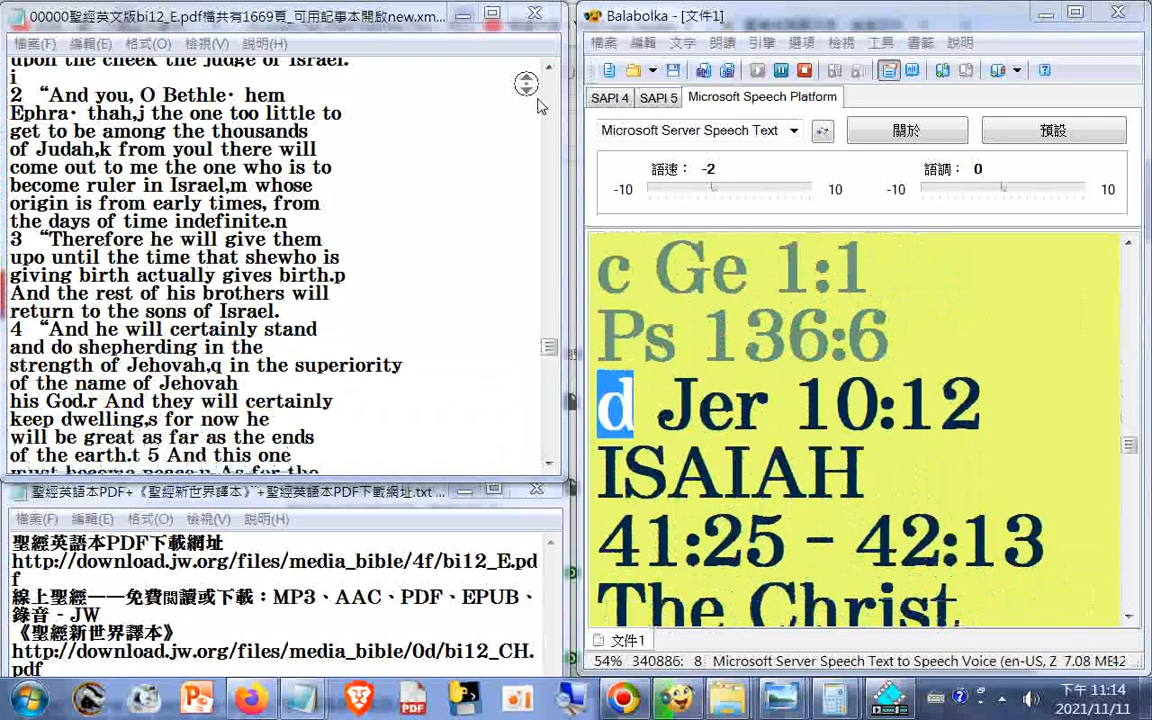 00000聖經英文版bi12_E.pdf檔共有1669頁_可用記事本開啟new.xm...
檔案(F) 編輯(E) 格式(O) 檢視(V) 說明(H)
upon the cheek the judge of Israel.
i
2 “And you, O Bethle· hem
Ephra· thah,j the one too little to
get to be among the thousands
of Judah,k from youl there will
come out to me the one who is to
become ruler in Israel,m whose
origin is from early times, from
the days of time indefinite.n
3 “Therefore he will give them
upo until the time that shewho is
giving birth actually gives birth.p
And the rest of his brothers will
return to the sons of Israel.
4 “And he will certainly stand
and do shepherding in the
strength of Jehovah,q in the superiority
of the name of Jehovah
his God.r And they will certainly
keep dwelling,s for now he
will be great as far as the ends
of the earth.t 5 And this one
must become peace.u As for the
聖經英語本PDF+《聖經新世界譯本》"+聖經英語本PDF下載網址.txt ...
檔案(F) 編輯(E) 格式(O) 檢視(V) 說明(H)
聖經英語本PDF下載網址
http://download.jw.org/files/media_bible/4f/bi12_E.pd
f
線上聖經——免費閱讀或下載：MP3、AAC、PDF、EPUB、
錄音 - JW
《聖經新世界譯本》
http://download.jw.org/files/media_bible/0d/bi12_CH.
pdf
Balabolka - [文件1]
檔案 編輯 文字 朗讀 引擎 選項 檢視 工具 書籤 說明
SAPI 4 SAPI 5 Microsoft Speech Platform
Microsoft Server Speech Text 關於 預設
語速： -2 語調： 0
-10 10 -10 10
c Ge 1:1
Ps 136:6
d Jer 10:12
ISAIAH
41:25 – 42:13
The Christ
文件1
54% 340886: 8 Microsoft Server Speech Text to Speech Voice (en-US, Z 7.08 ME42
下午 11:14
2021/11/11